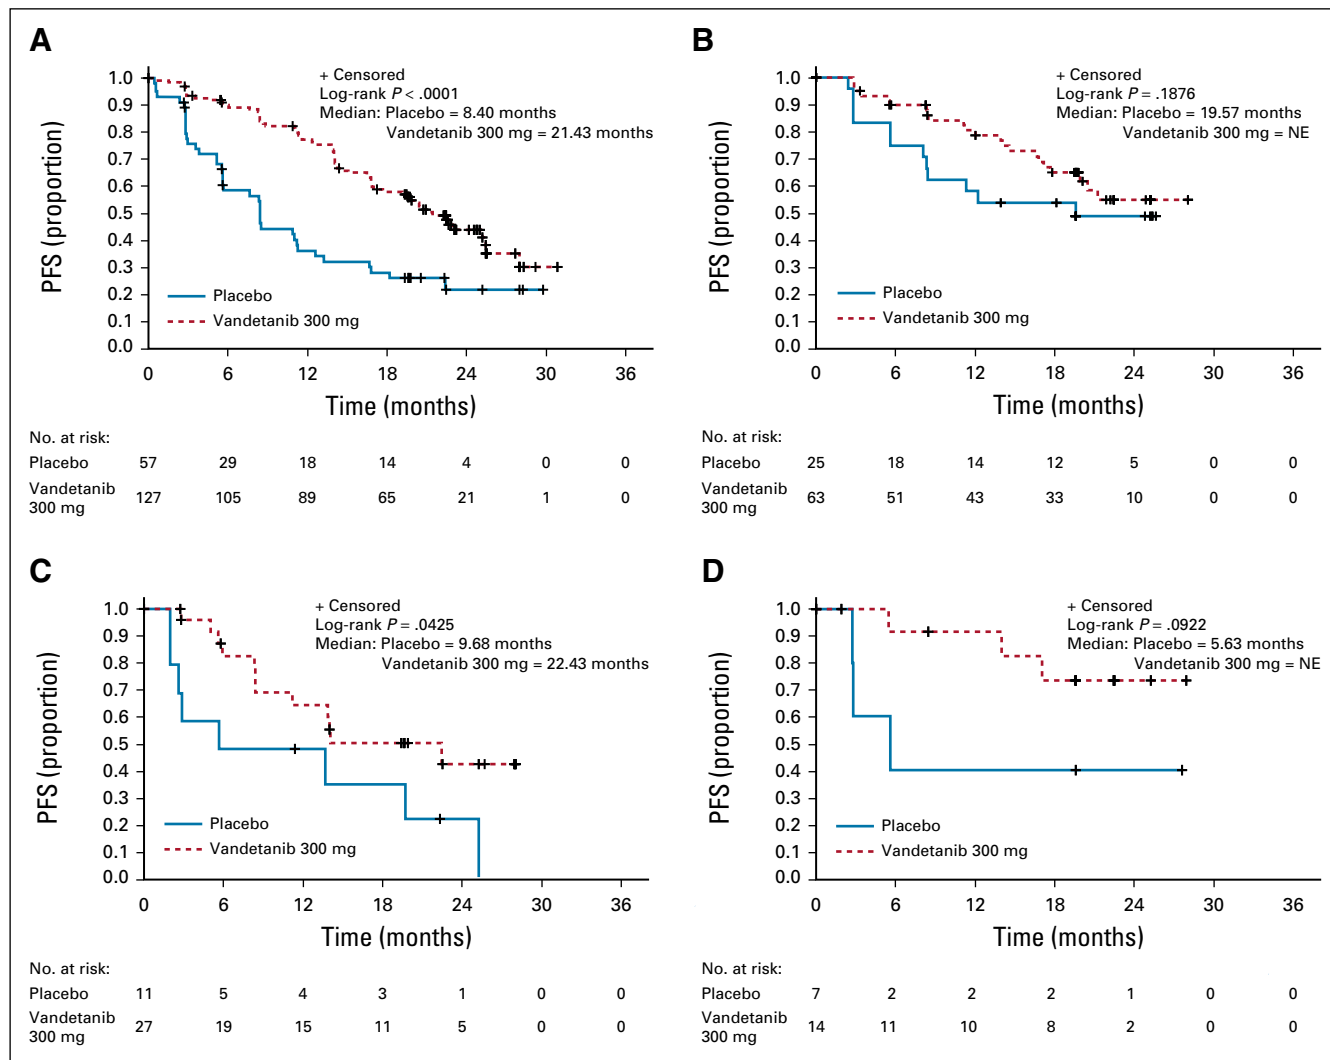 A
+ Censored
Log-rank P < .0001
Median: Placebo = 8.40 months
Vandetanib 300 mg = 21.43 months
PFS (proportion)
1.0
0.9
0.8
0.7
0.6
0.5
0.4
0.3
0.2
0.1
0.0
Placebo
Vandetanib 300 mg
0 6 12 18 24 30 36
Time (months)
No. at risk:
Placebo 57 29 18 14 4 0 0
Vandetanib
300 mg 127 105 89 65 21 1 0
B
+ Censored
Log-rank P = .1876
Median: Placebo = 19.57 months
Vandetanib 300 mg = NE
PFS (proportion)
1.0
0.9
0.8
0.7
0.6
0.5
0.4
0.3
0.2
0.1
0.0
Placebo
Vandetanib 300 mg
0 6 12 18 24 30 36
Time (months)
No. at risk:
Placebo 25 18 14 12 5 0 0
Vandetanib
300 mg 63 51 43 33 10 0 0
C
+ Censored
Log-rank P = .0425
Median: Placebo = 9.68 months
Vandetanib 300 mg = 22.43 months
PFS (proportion)
1.0
0.9
0.8
0.7
0.6
0.5
0.4
0.3
0.2
0.1
0.0
Placebo
Vandetanib 300 mg
0 6 12 18 24 30 36
Time (months)
No. at risk:
Placebo 11 5 4 3 1 0 0
Vandetanib
300 mg 27 19 15 11 5 0 0
D
+ Censored
Log-rank P = .0922
Median: Placebo = 5.63 months
Vandetanib 300 mg = NE
PFS (proportion)
1.0
0.9
0.8
0.7
0.6
0.5
0.4
0.3
0.2
0.1
0.0
Placebo
Vandetanib 300 mg
0 6 12 18 24 30 36
Time (months)
No. at risk:
Placebo 7 2 2 2 1 0 0
Vandetanib
300 mg 14 11 10 8 2 0 0